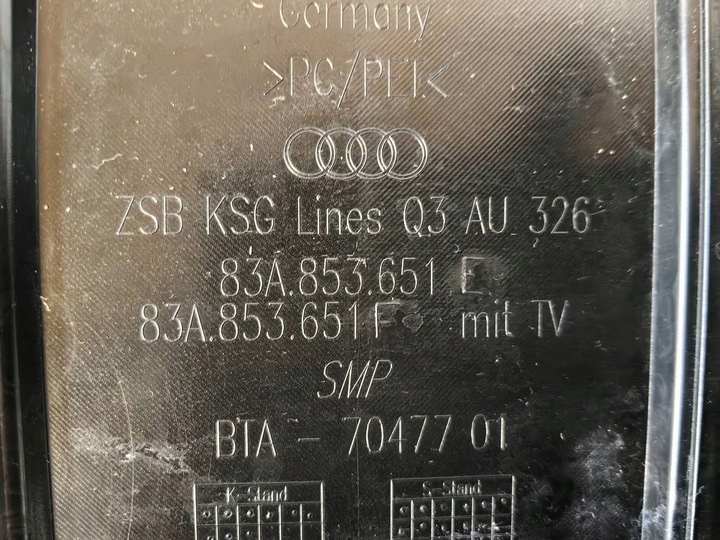 Germany
>PC/PET<
ZSB KSG Lines Q3 AU 326
83A.853.651 E
83A.853.651 F mit TV
SMP
BTA - 70477 01
K-Stand S-Stand